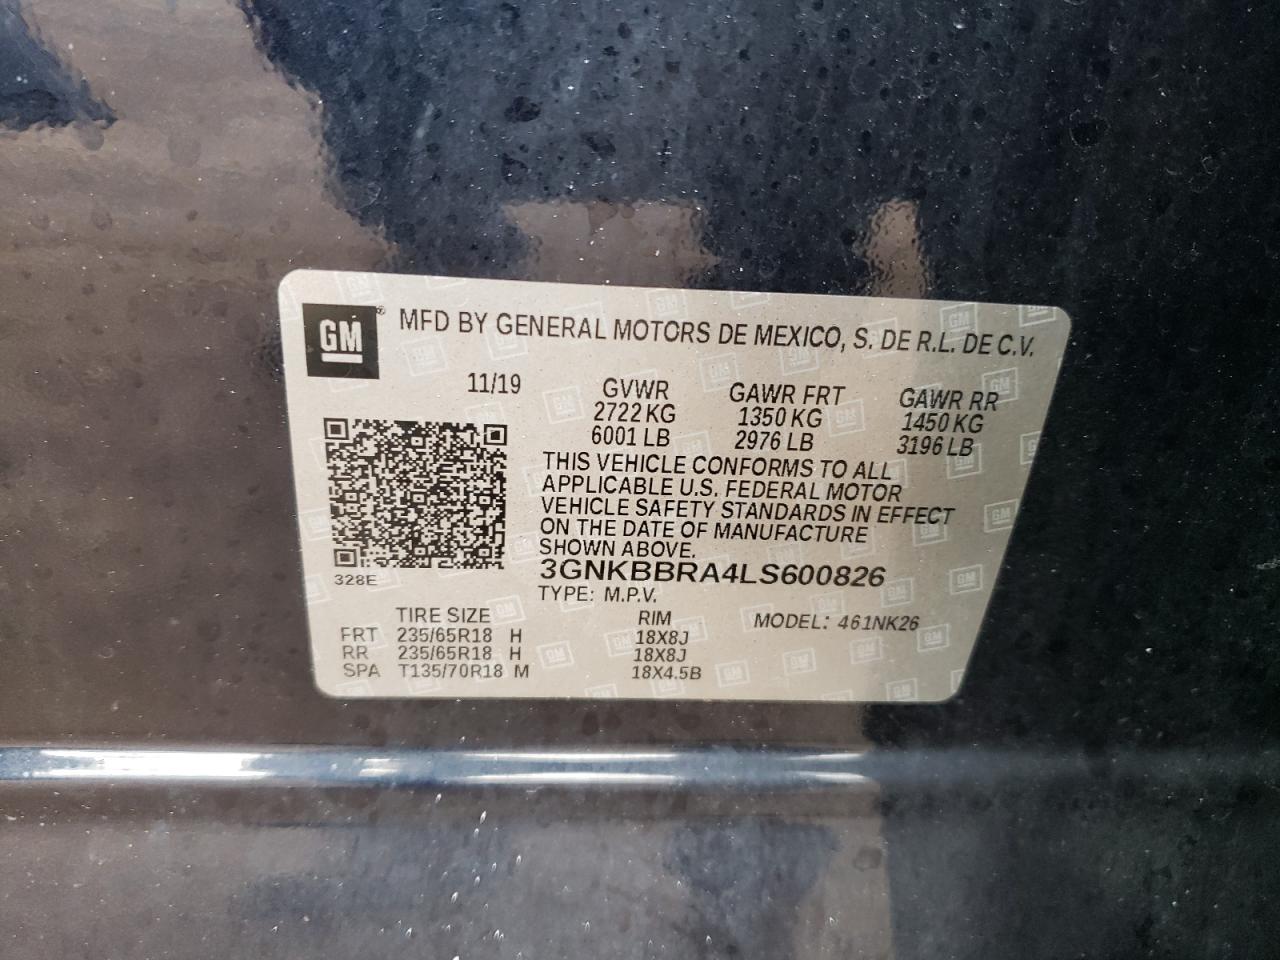 GM ® MFD BY GENERAL MOTORS DE MEXICO, S. DE R.L. DE C.V.
11/19 GVWR GAWR FRT GAWR RR
2722 KG 1350 KG 1450 KG
6001 LB 2976 LB 3196 LB
THIS VEHICLE CONFORMS TO ALL
APPLICABLE U.S. FEDERAL MOTOR
VEHICLE SAFETY STANDARDS IN EFFECT
ON THE DATE OF MANUFACTURE
SHOWN ABOVE.
3GNKBBRA4LS600826
328E
TYPE: M.P.V.
TIRE SIZE RIM MODEL: 461NK26
FRT 235/65R18 H 18X8J
RR 235/65R18 H 18X8J
SPA T135/70R18 M 18X4.5B